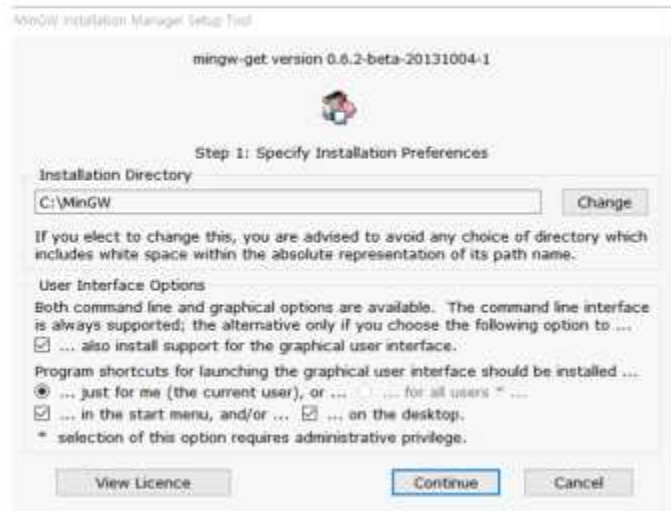 MinGW Installation Manager Setup Tool
mingw-get version 0.6.2-beta-20131004-1
Step 1: Specify Installation Preferences
Installation Directory
C:\MinGW
Change
If you elect to change this, you are advised to avoid any choice of directory which
includes white space within the absolute representation of its path name.
User Interface Options
Both command line and graphical options are available. The command line interface
is always supported; the alternative only if you choose the following option to ...
... also install support for the graphical user interface.
Program shortcuts for launching the graphical user interface should be installed ...
... just for me (the current user), or ... ... for all users * ...
... in the start menu, and/or ... ... on the desktop.
* selection of this option requires administrative privilege.
View Licence Continue Cancel